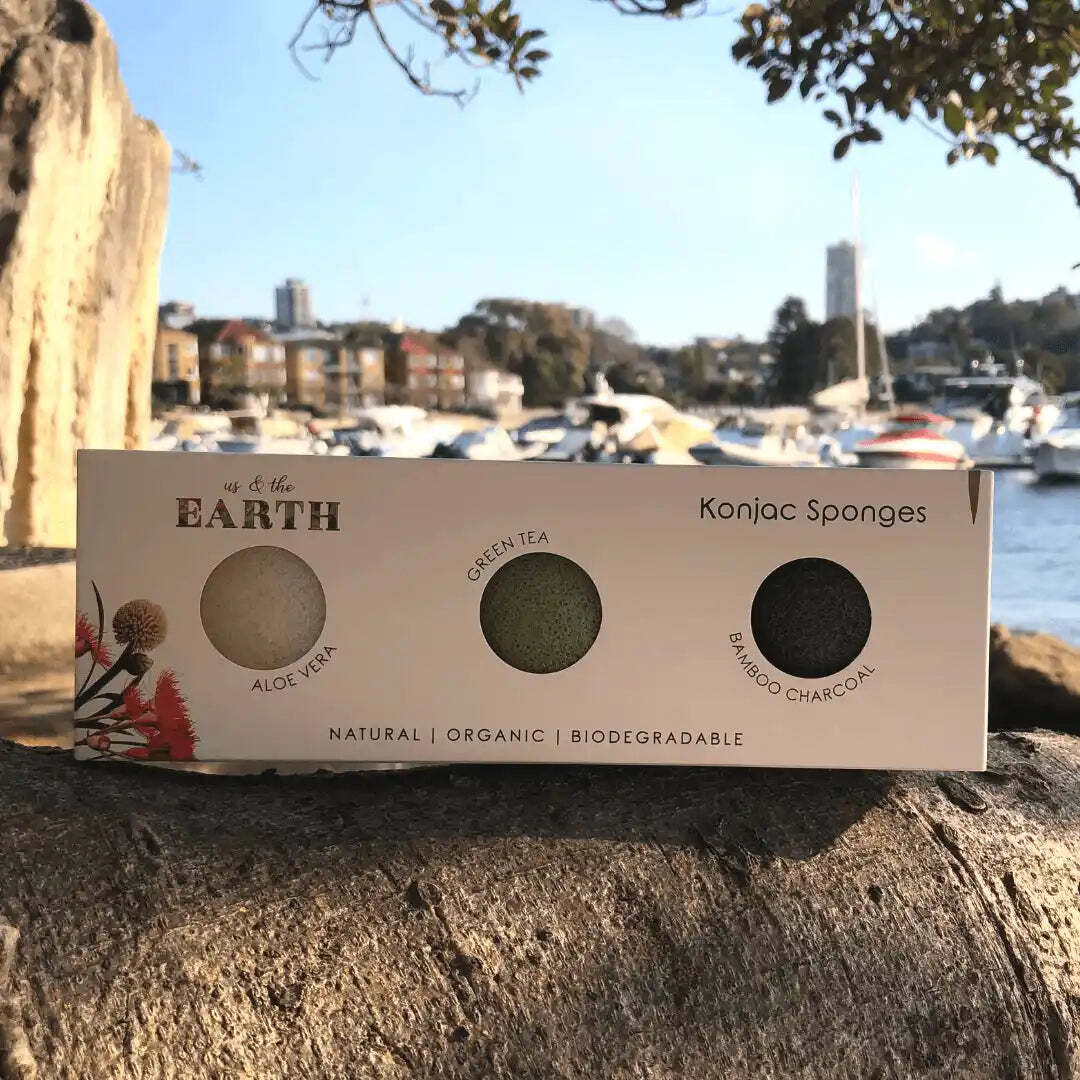 us & the
EARTH
Konjac Sponges
GREEN TEA
ALOE VERA
BAMBOO CHARCOAL
NATURAL | ORGANIC | BIODEGRADABLE